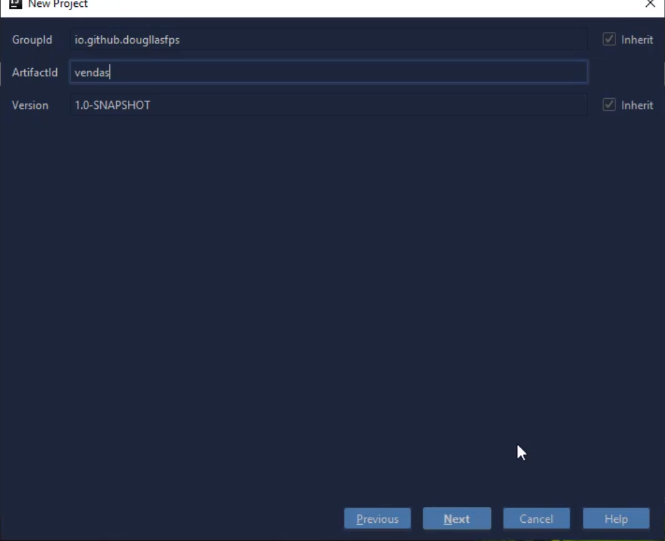 New Project
GroupId io.github.dougllasfps Inherit
ArtifactId vendas
Version 1.0-SNAPSHOT Inherit
Previous Next Cancel Help